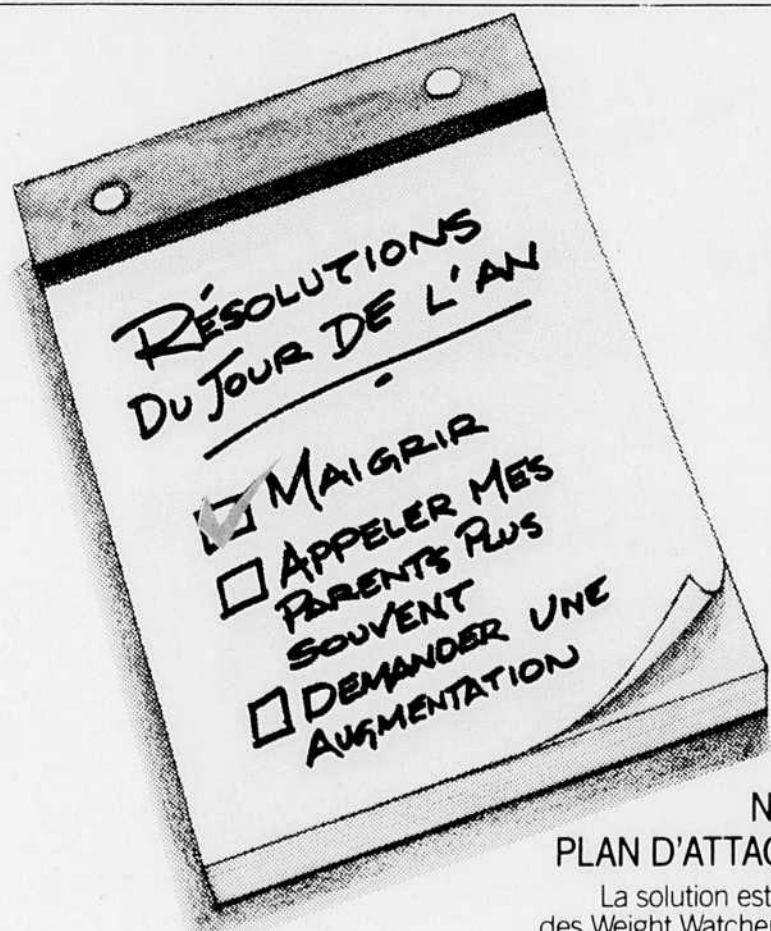 RÉSOLUTIONS
DU JOUR DE L'AN
MAIGRIR
APPELER MES
PARENTS PLUS
SOUVENT
DEMANDER UNE
AUGMENTATION
PLAN D'ATTAC
La solution est
des Weight Watcher